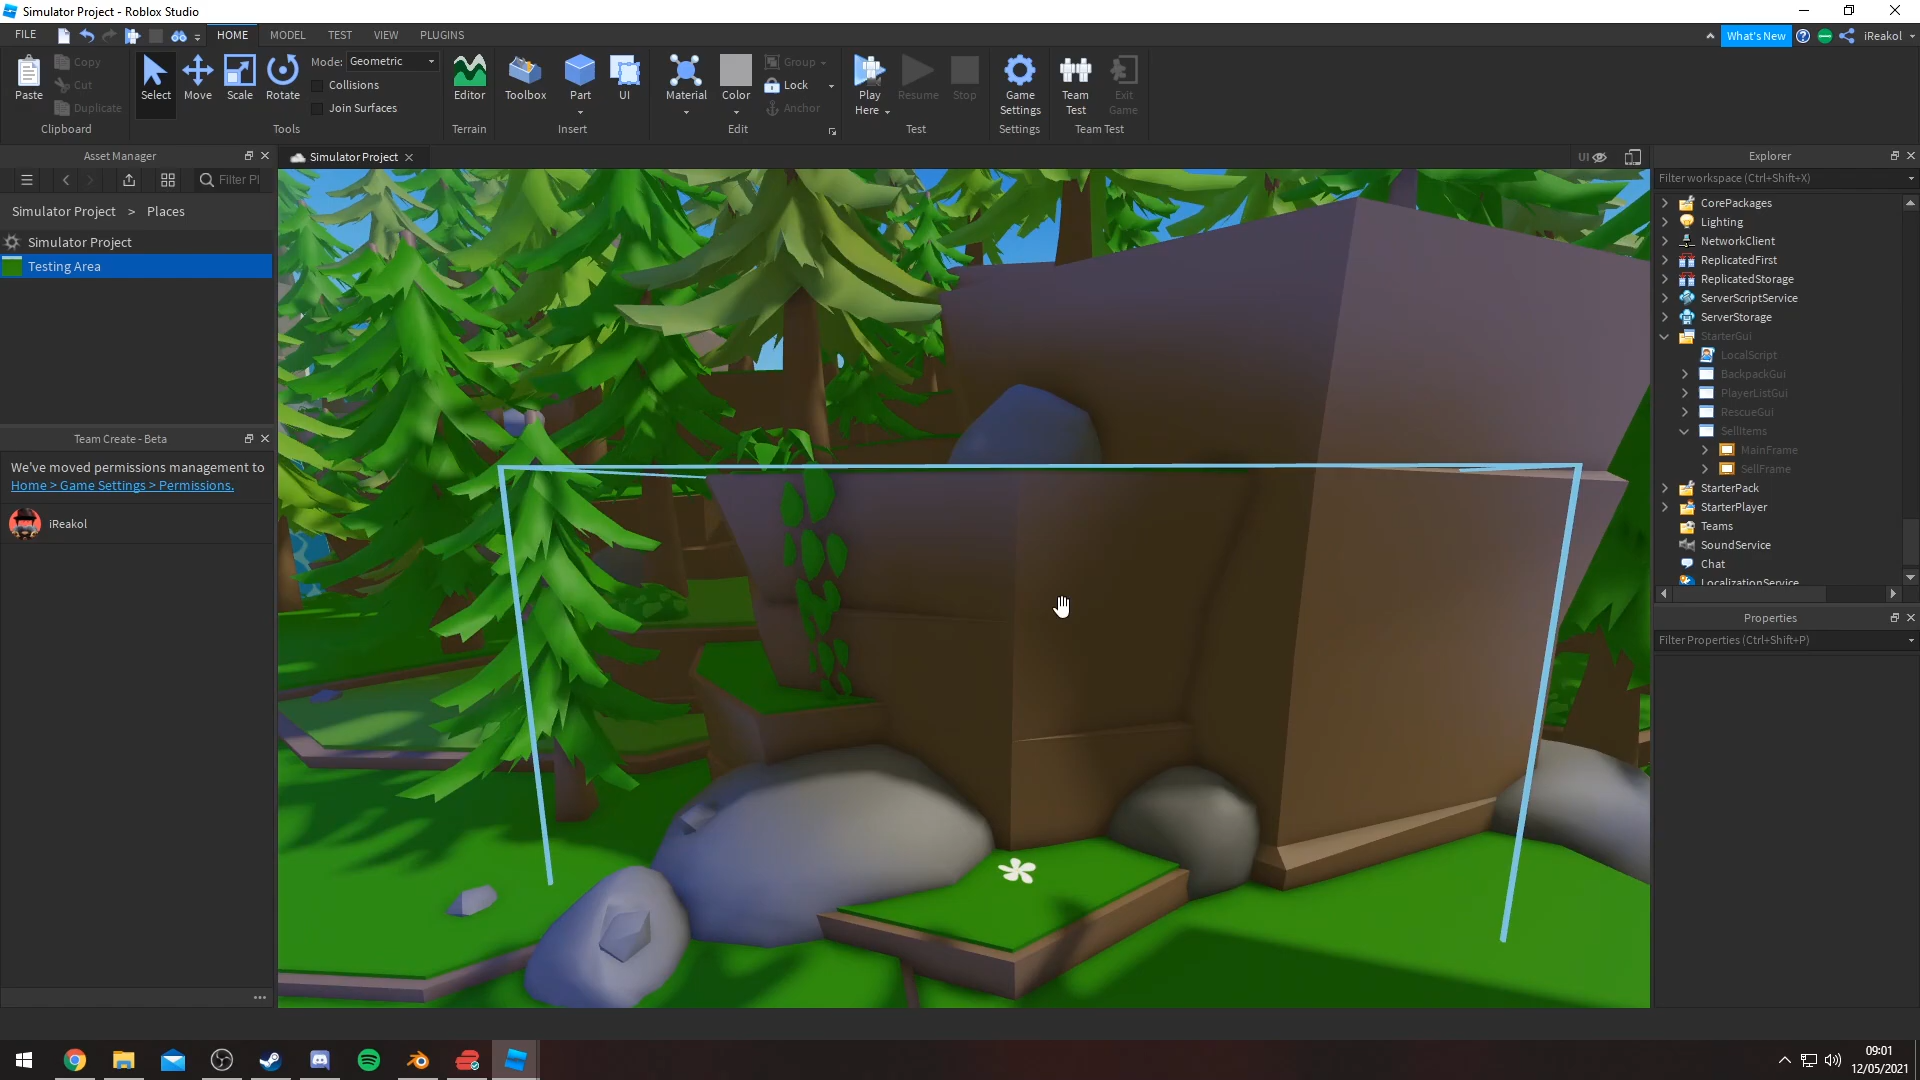 Simulator Project - Roblox Studio
FILE
HOME
MODEL
TEST
VIEW
PLUGINS
What's New
iReakol
Paste
Copy
Cut
Duplicate
Clipboard
Select
Move
Scale
Rotate
Mode:
Geometric
Collisions
Join Surfaces
Tools
Editor
Terrain
Toolbox
Part
UI
Insert
Material
Color
Group
Lock
Anchor
Edit
Play
Here
Resume
Stop
Test
Game
Settings
Settings
Team
Test
Exit
Game
Team Test
Asset Manager
Filter Pl
Simulator Project > Places
Simulator Project
Testing Area
Team Create - Beta
We've moved permissions management to
Home > Game Settings > Permissions.
iReakol
Simulator Project
UI
Explorer
Filter workspace (Ctrl+Shift+X)
CorePackages
Lighting
NetworkClient
ReplicatedFirst
ReplicatedStorage
ServerScriptService
ServerStorage
StarterGui
LocalScript
BackpackGui
PlayerListGui
RescueGui
SellItems
MainFrame
SellFrame
StarterPack
StarterPlayer
Teams
SoundService
Chat
LocalizationService
Properties
Filter Properties (Ctrl+Shift+P)
09:01
12/05/2021